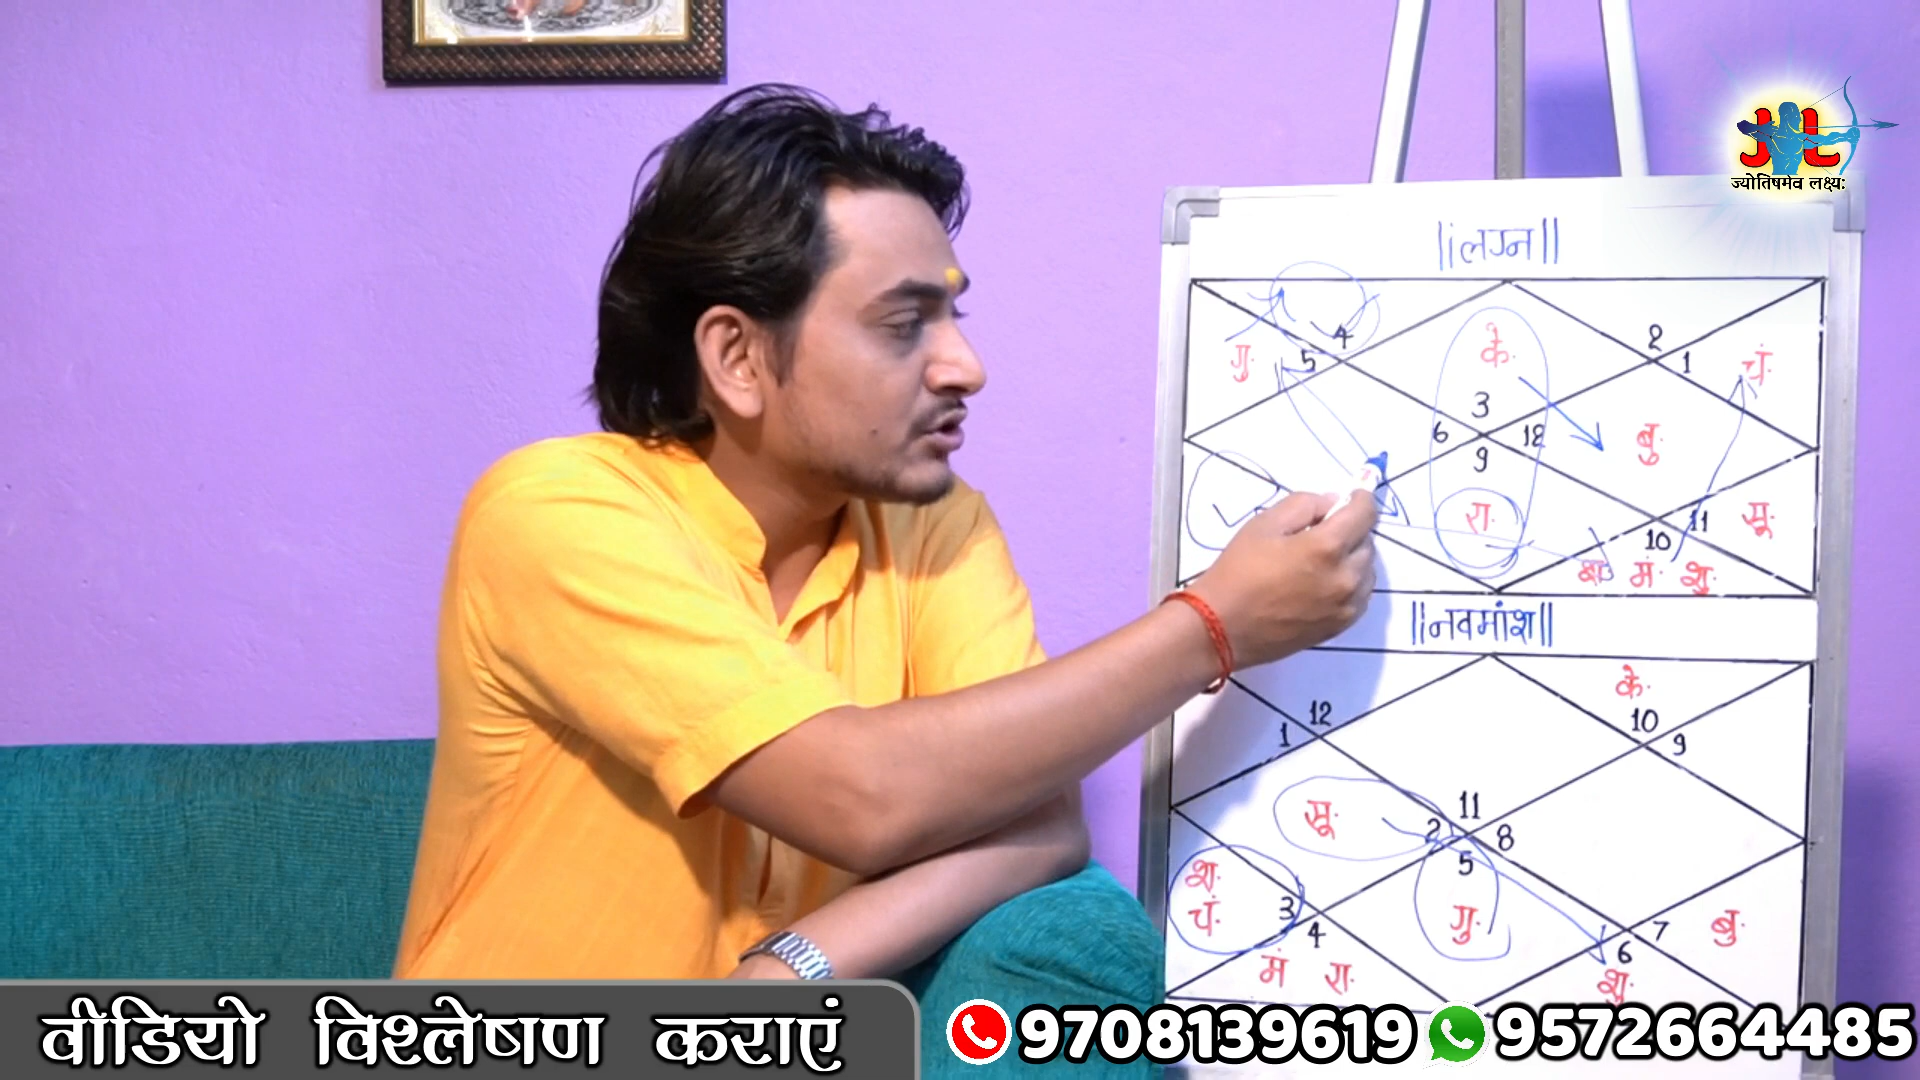 JL
ज्योतिषमेव लक्ष्य:
||लग्न||
4
के.
2
गु.
5
1
चं.
3
6
12
बु.
9
रा.
11
सू.
10
श. मं. शु.
||नवमांश||
के.
12
10
1
9
11
सू.
2
8
5
श.
चं.
3
गु.
7
बु.
4
6
मं रा.
शु.
वीडियो विश्लेषण कराएं
9708139619
9572664485